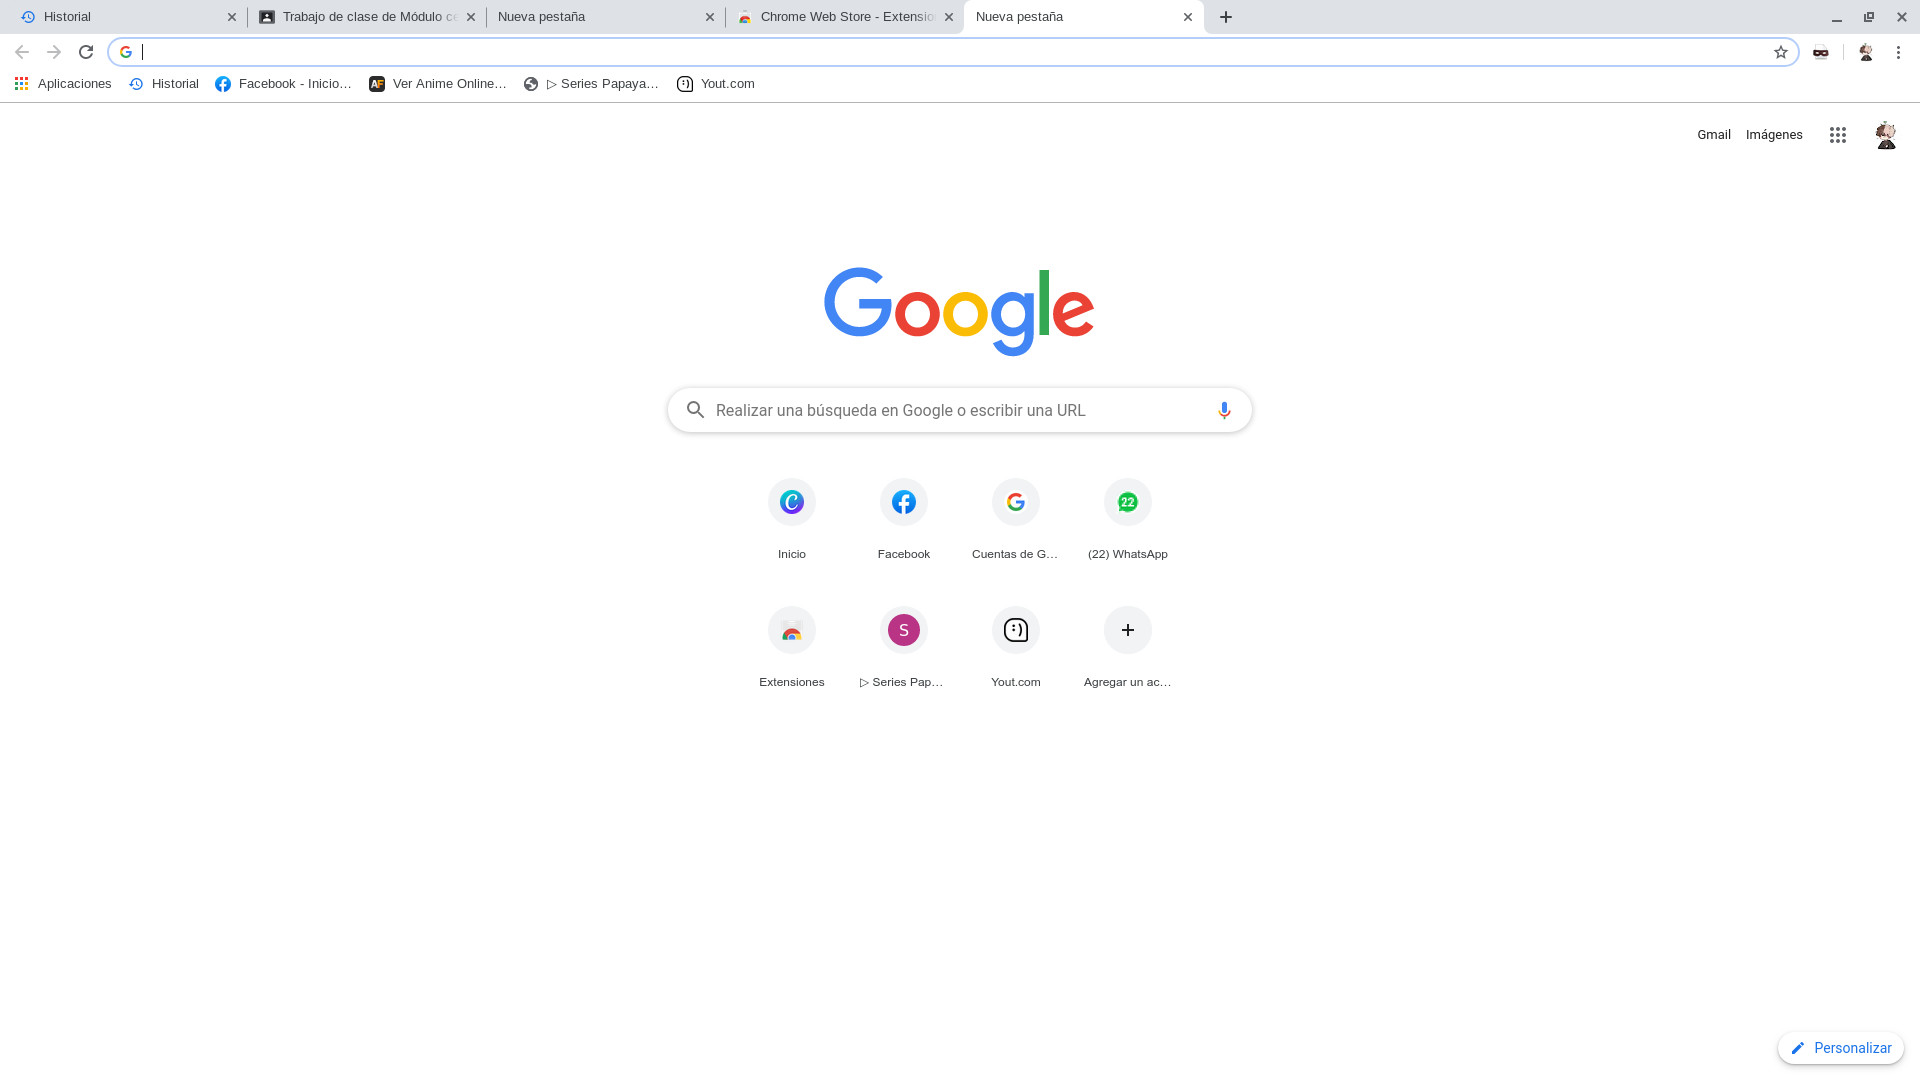 Historial
Trabajo de clase de Módulo ce
Nueva pestaña
Chrome Web Store - Extensio
Nueva pestaña
Aplicaciones
Historial
Facebook - Inicio...
AF
Ver Anime Online...
▷ Series Papaya...
Yout.com
Gmail
Imágenes
Google
Realizar una búsqueda en Google o escribir una URL
Inicio
Facebook
Cuentas de G...
22
(22) WhatsApp
Extensiones
S
▷ Series Pap...
Yout.com
Agregar un ac...
Personalizar